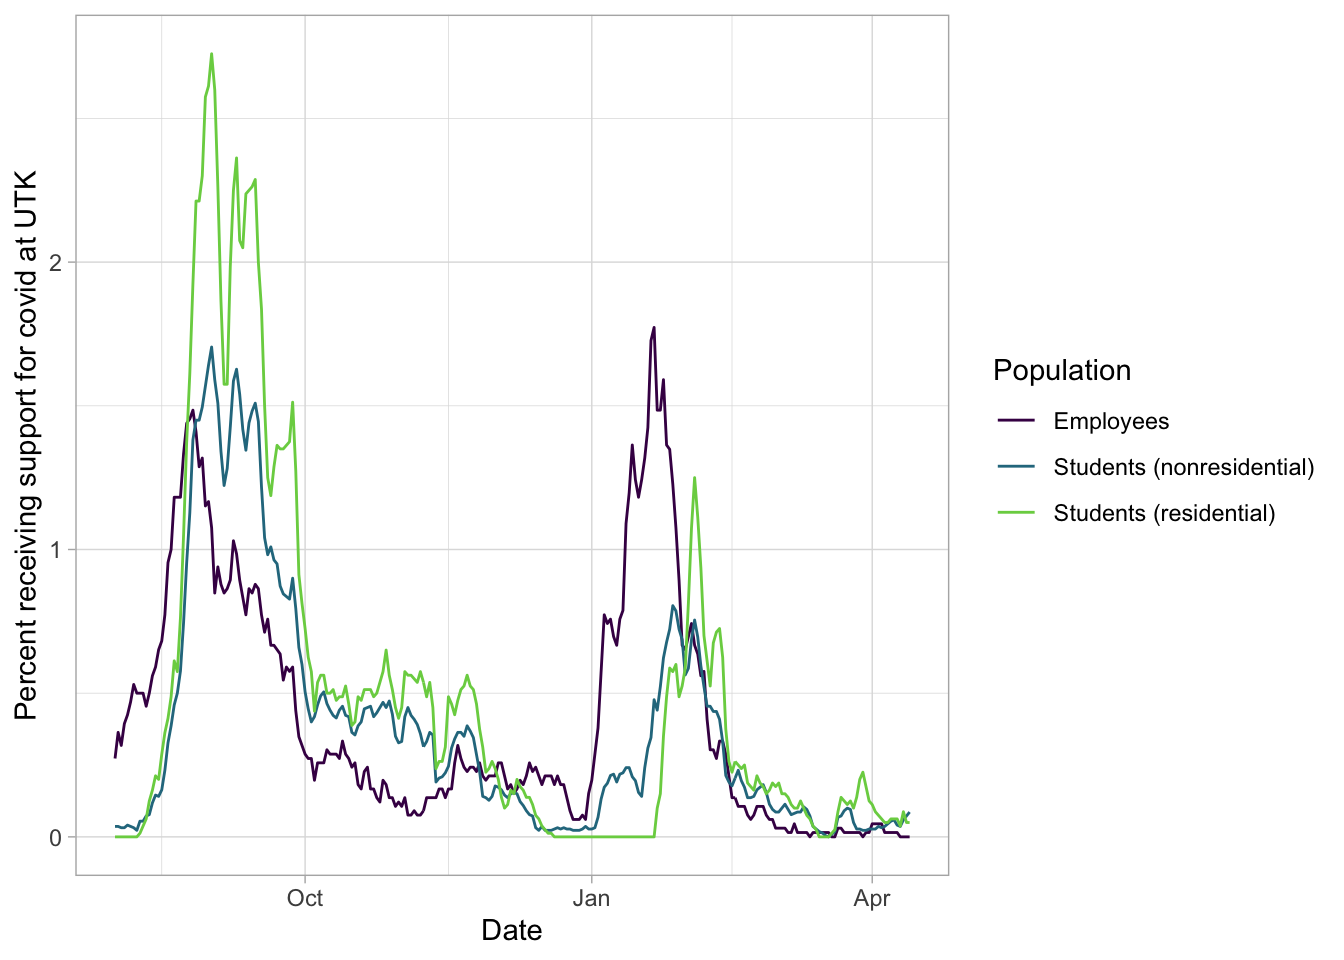 Percent receiving support for covid at UTK
2
1
0
Oct
Jan
Apr
Date
Population
Employees
Students (nonresidential)
Students (residential)